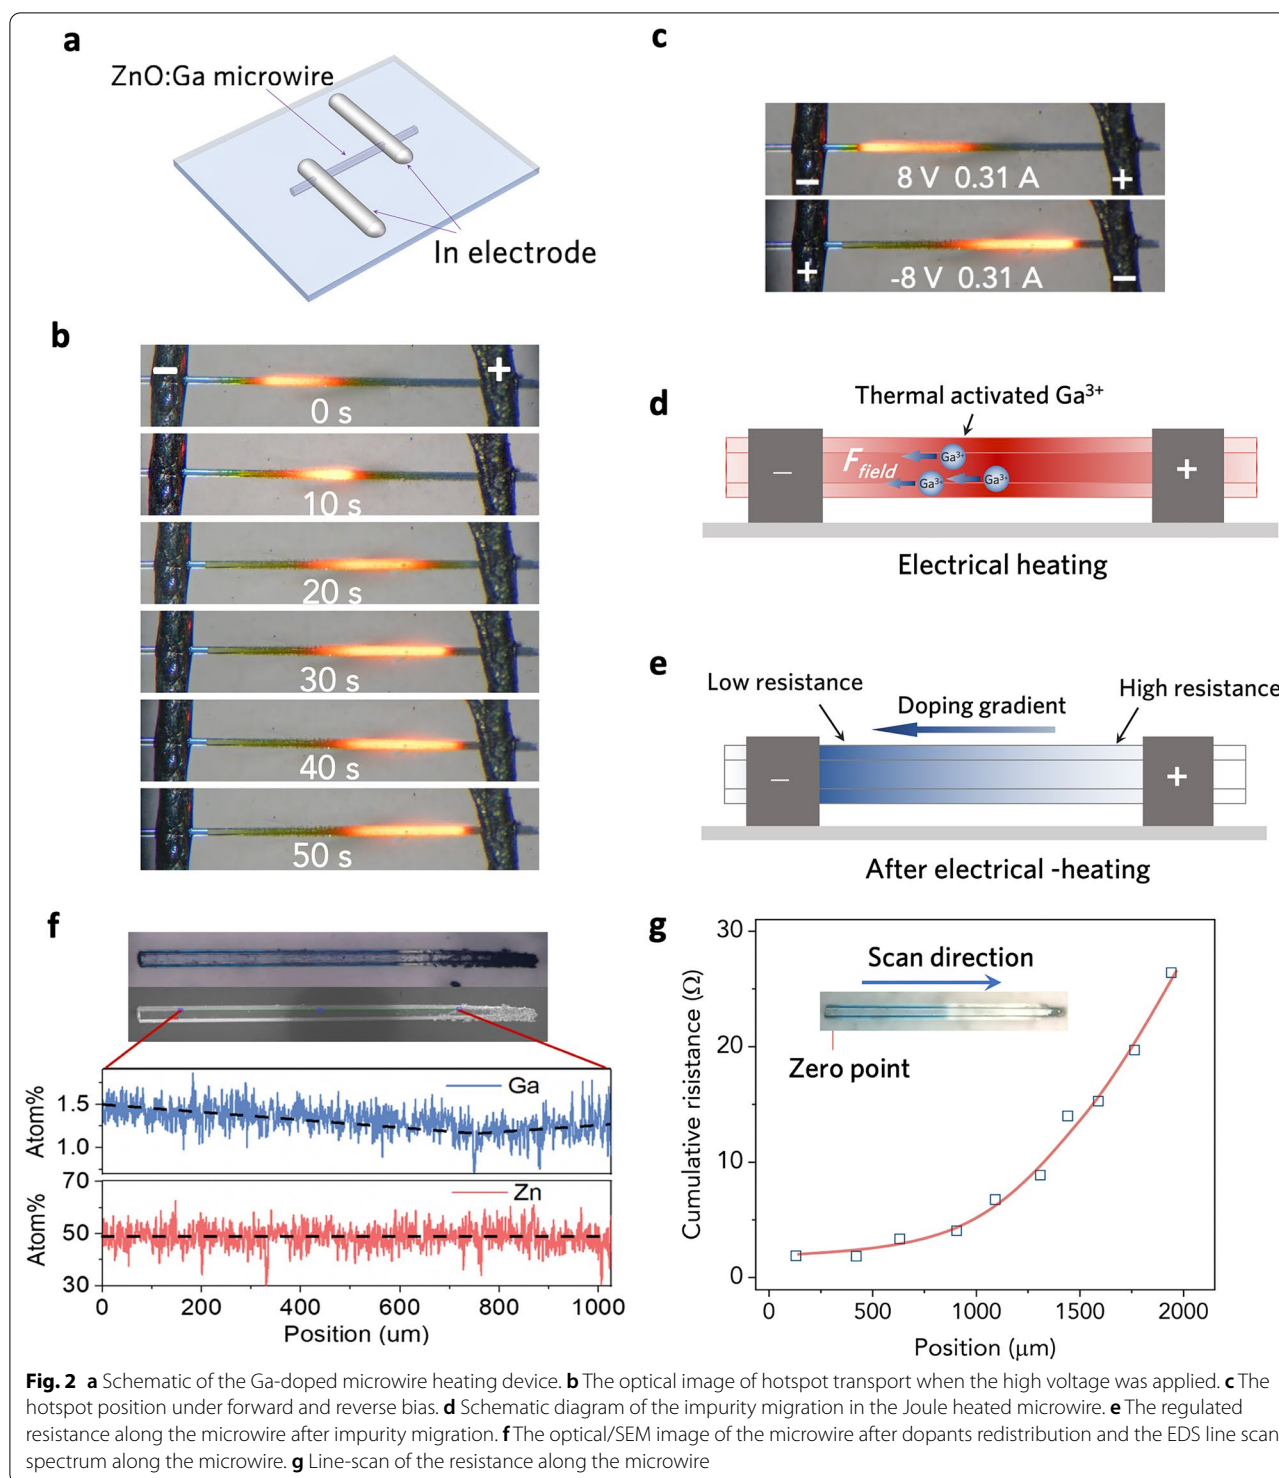 a
ZnO:Ga microwire
In electrode
b
− +
0 s
10 s
20 s
30 s
40 s
50 s
c
8 V 0.31 A
− +
-8 V 0.31 A
+ −
d
Thermal activated Ga³⁺
F field
Ga³⁺
Ga³⁺ Ga³⁺
− +
Electrical heating
e
Low resistance
High resistance
Doping gradient
− +
After electrical -heating
f
Ga
Atom%
1.5
1.0
Zn
Atom%
70
50
30
0 200 400 600 800 1000
Position (um)
g
Scan direction
Zero point
Cumulative risistance (Ω)
30
20
10
0
0 500 1000 1500 2000
Position (μm)
Fig. 2 a Schematic of the Ga-doped microwire heating device. b The optical image of hotspot transport when the high voltage was applied. c The
hotspot position under forward and reverse bias. d Schematic diagram of the impurity migration in the Joule heated microwire. e The regulated
resistance along the microwire after impurity migration. f The optical/SEM image of the microwire after dopants redistribution and the EDS line scan
spectrum along the microwire. g Line-scan of the resistance along the microwire